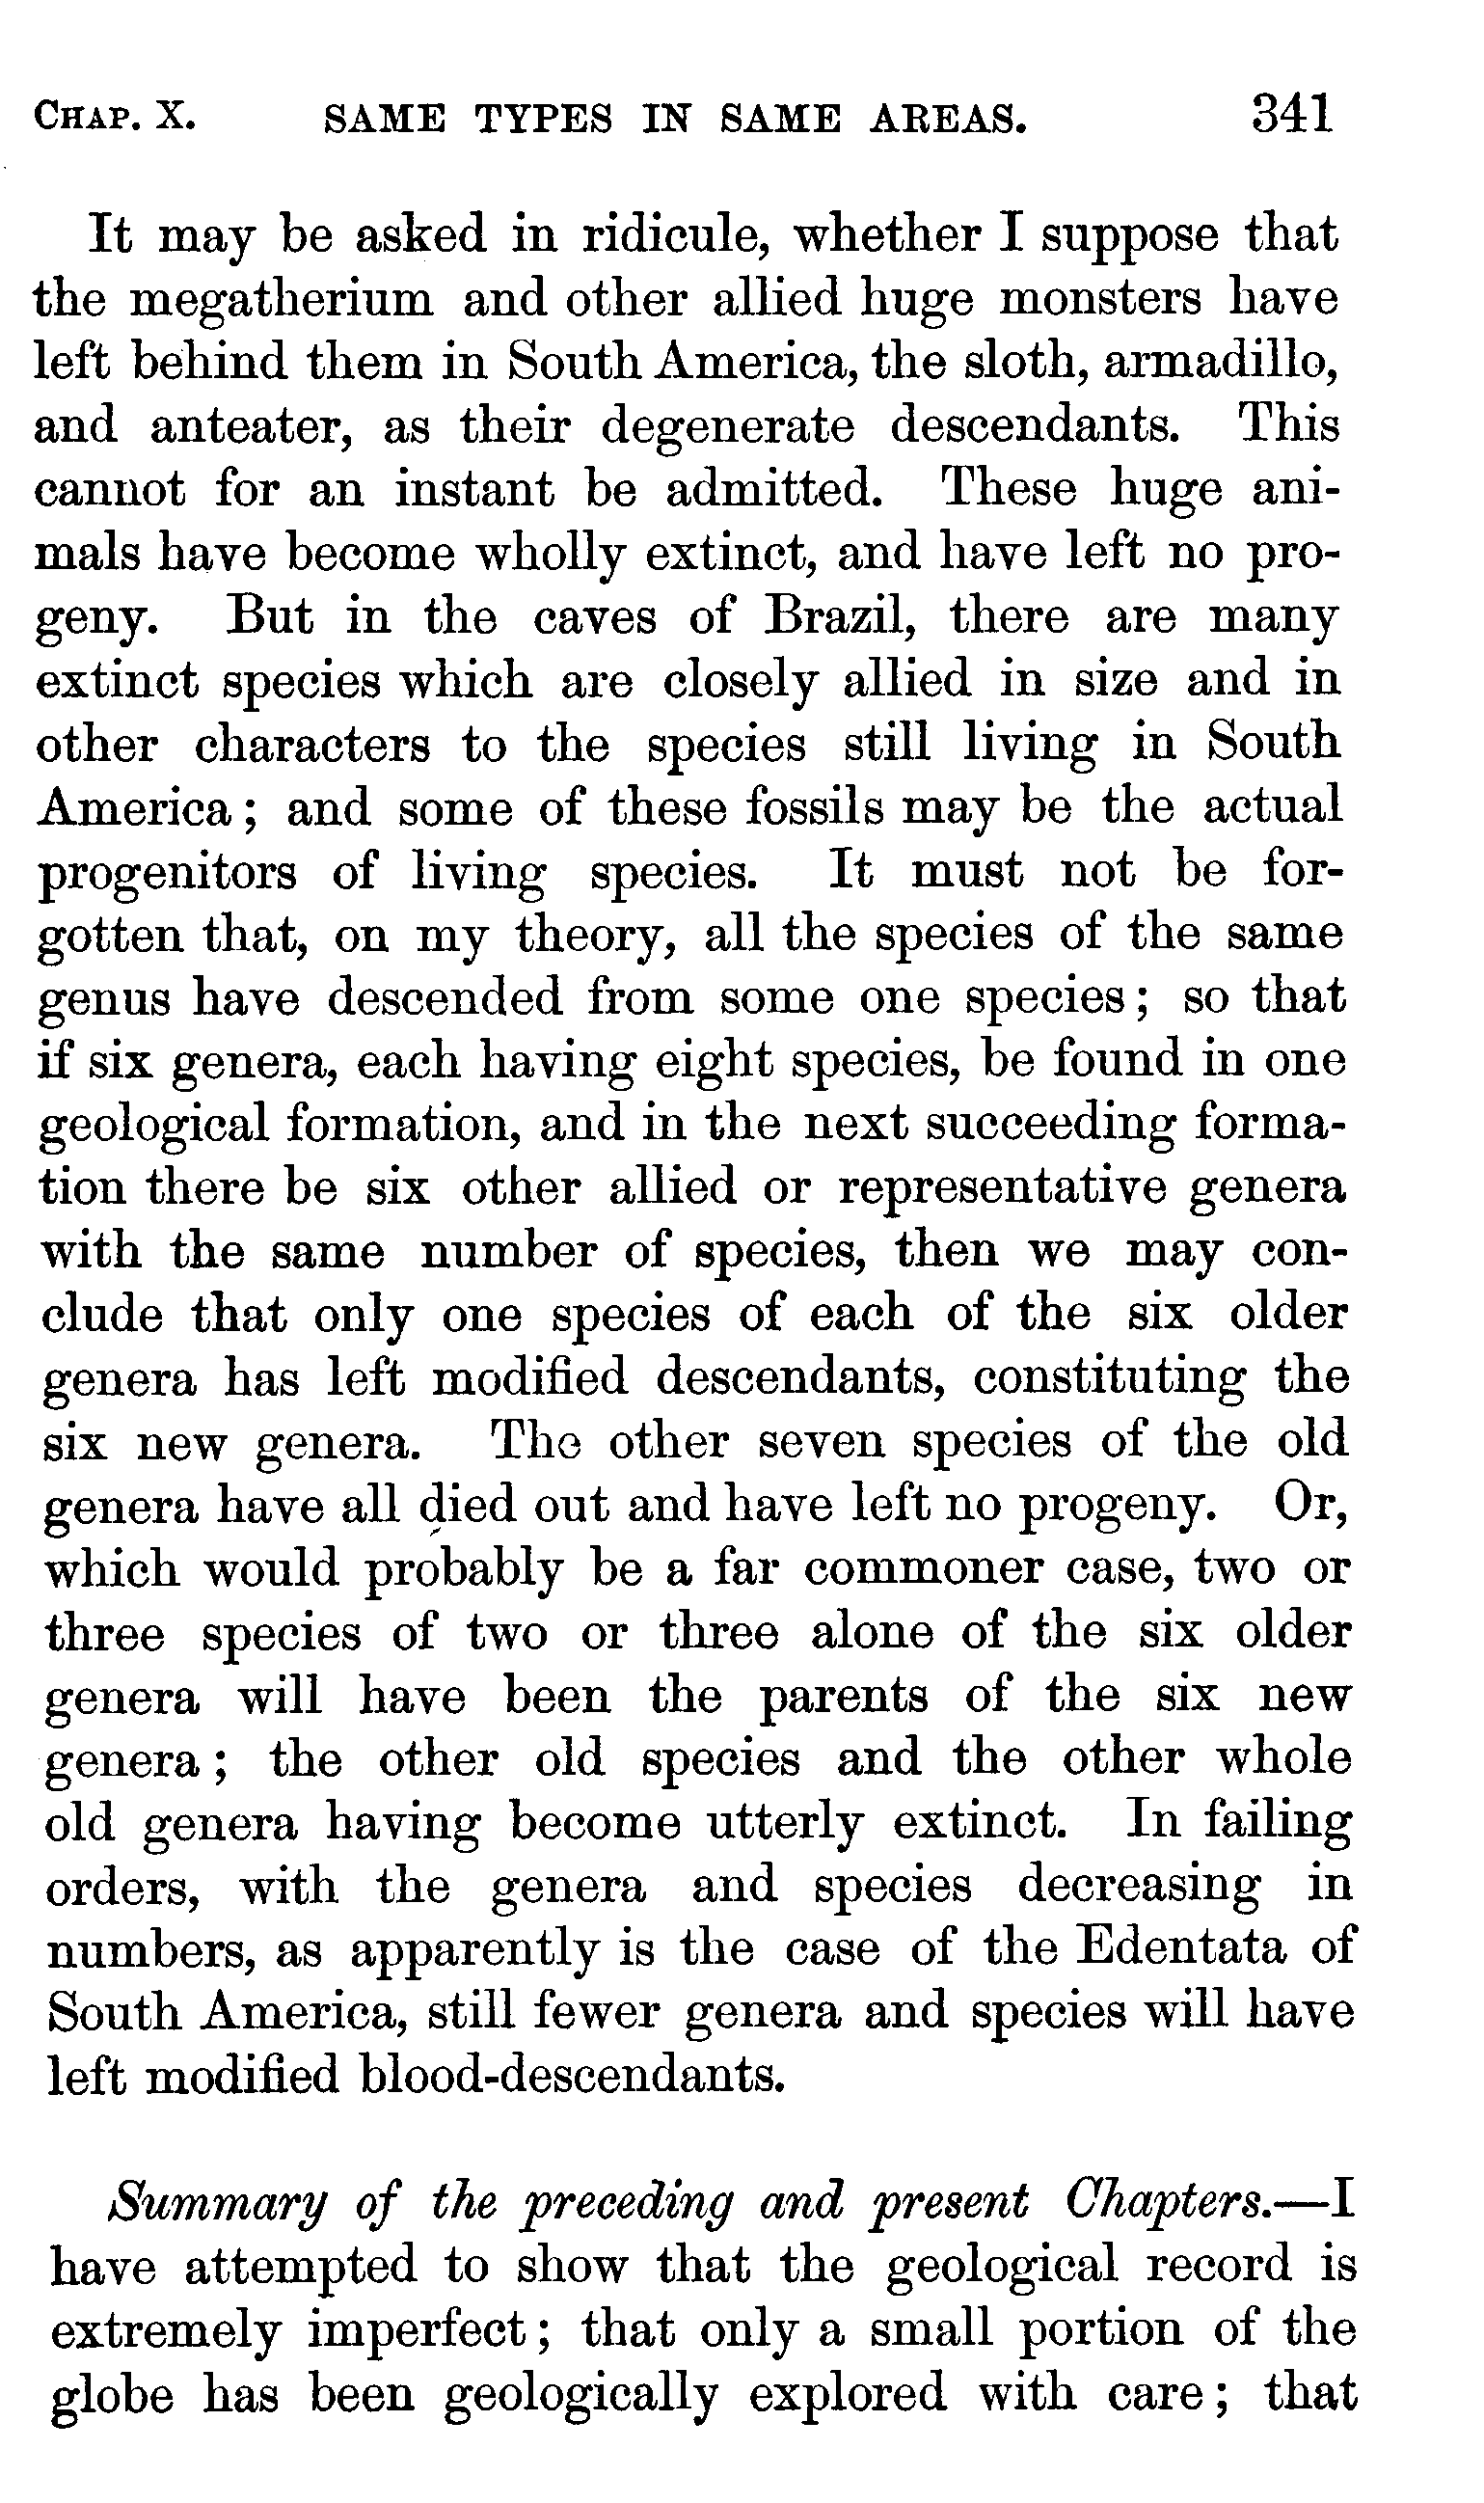 CHAP. X. SAME TYPES IN SAME AREAS. 341
It may be asked in ridicule, whether I suppose that
the megatherium and other allied huge monsters have
left behind them in South America, the sloth, armadillo,
and anteater, as their degenerate descendants. This
cannot for an instant be admitted. These huge ani-
mals have become wholly extinct, and have left no pro-
geny. But in the caves of Brazil, there are many
extinct species which are closely allied in size and in
other characters to the species still living in South
America; and some of these fossils may be the actual
progenitors of living species. It must not be for-
gotten that, on my theory, all the species of the same
genus have descended from some one species; so that
if six genera, each having eight species, be found in one
geological formation, and in the next succeeding forma-
tion there be six other allied or representative genera
with the same number of species, then we may con-
clude that only one species of each of the six older
genera has left modified descendants, constituting the
six new genera. The other seven species of the old
genera have all died out and have left no progeny. Or,
which would probably be a far commoner case, two or
three species of two or three alone of the six older
genera will have been the parents of the six new
genera; the other old species and the other whole
old genera having become utterly extinct. In failing
orders, with the genera and species decreasing in
numbers, as apparently is the case of the Edentata of
South America, still fewer genera and species will have
left modified blood-descendants.
Summary of the preceding and present Chapters.—I
have attempted to show that the geological record is
extremely imperfect; that only a small portion of the
globe has been geologically explored with care; that